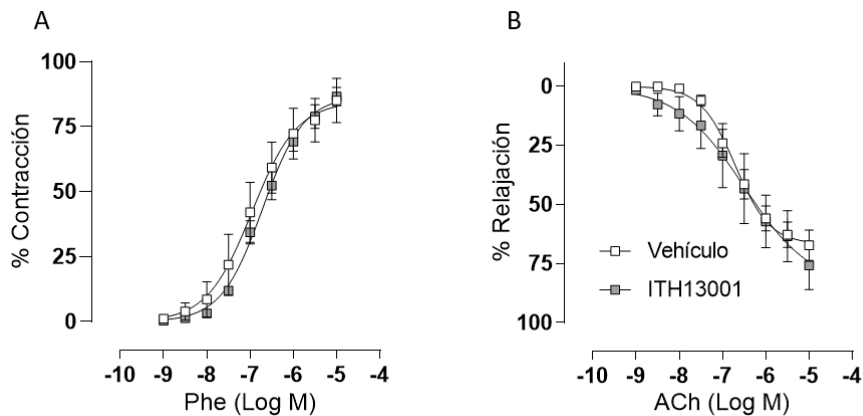 A
B
100
75
50
25
0
% Contracción
-10 -9 -8 -7 -6 -5 -4
Phe (Log M)
0
25
50
75
100
% Relajación
Vehículo
ITH13001
-10 -9 -8 -7 -6 -5 -4
ACh (Log M)